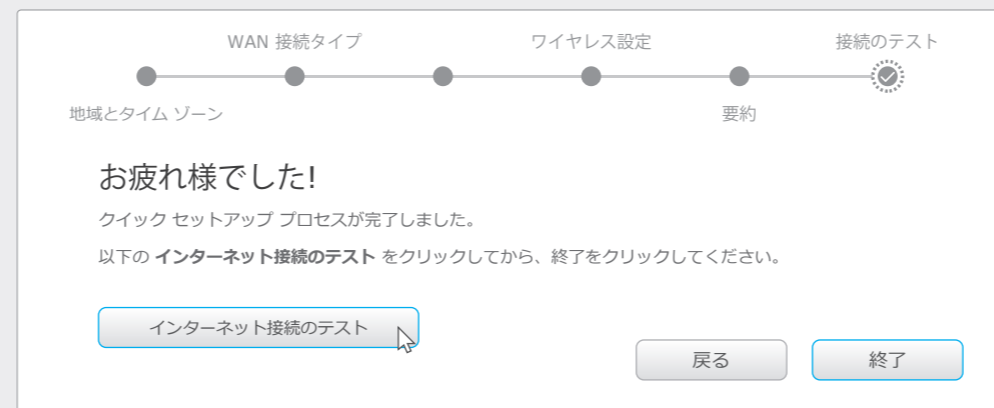 WAN 接続タイプ ワイヤレス設定 接続のテスト
地域とタイム ゾーン 要約
お疲れ様でした!
クイック セットアップ プロセスが完了しました。
以下の インターネット接続のテスト をクリックしてから、終了をクリックしてください。
インターネット接続のテスト
戻る 終了